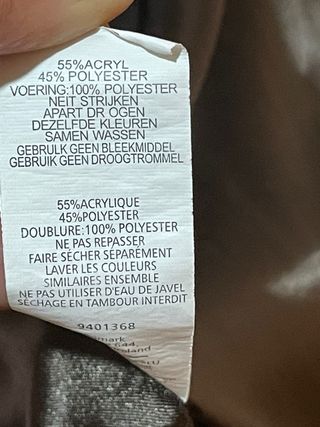 55%ACRYL
45% POLYESTER
VOERING:100% POLYESTER
NEIT STRIJKEN
APART DR OGEN
DEZELFDE KLEUREN
SAMEN WASSEN
GEBRUIK GEEN BLEEKMIDDEL
GEBRUIK GEEN DROOGTROMMEL
55%ACRYLIQUE
45%POLYESTER
DOUBLURE:100% POLYESTER
NE PAS REPASSER
FAIRE SÉCHER SÉPARÉMENT
LAVER LES COULEURS
SIMILAIRES ENSEMBLE
NE PAS UTILISER D'EAU DE JAVEL
SÉCHAGE EN TAMBOUR INTERDIT
9401368
644,